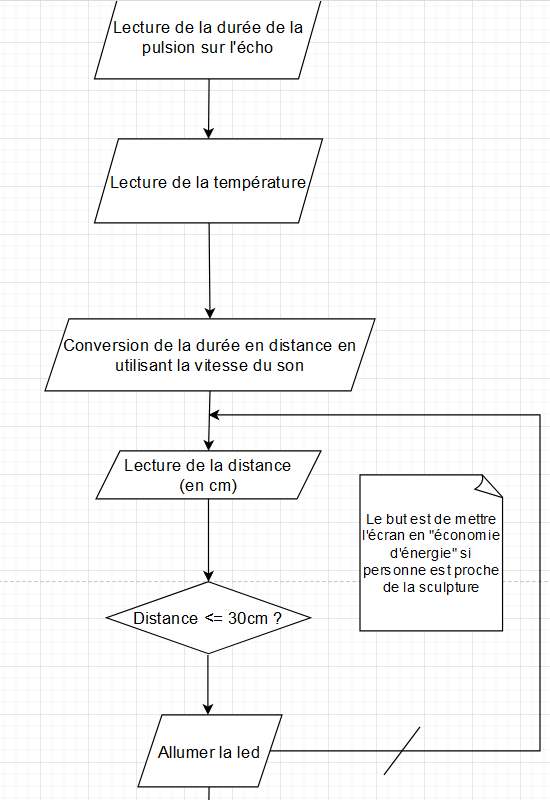 Lecture de la durée de la
pulsion sur l'écho
Lecture de la température
Conversion de la durée en distance en
utilisant la vitesse du son
Lecture de la distance
(en cm)
Le but est de mettre
l'écran en "économie
d'énergie" si
personne est proche
de la sculpture
Distance <= 30cm ?
Allumer la led